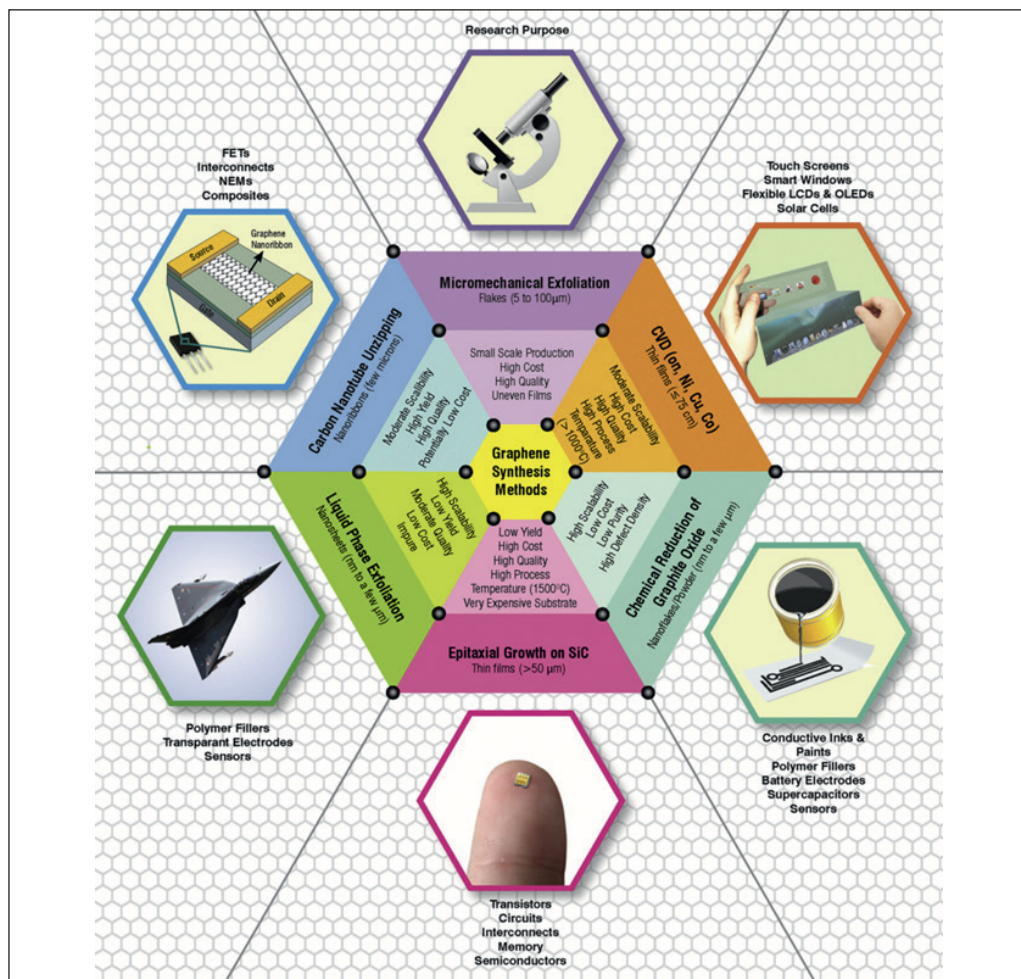 Research Purpose
FETs
Interconnects
NEMs
Composites
Source
Graphene
Nanoribbon
Gate
Drain
Touch Screens
Smart Windows
Flexible LCDs & OLEDs
Solar Cells
Micromechanical Exfoliation
Flakes (5 to 100μm)
Small Scale Production
High Cost
High Quality
Uneven Films
Carbon Nanotube Unzipping
Nanoribbons (few microns)
Moderate Scalibility
High Yield
High Quality
Potentially Low Cost
CVD (on, Ni, Cu, Co)
Thin films (≤ 75 cm)
Moderate Scalability
High Cost
High Quality
High Process
Temparature
(>1000°C)
Graphene
Synthesis
Methods
Liquid Phase Exfoliation
Nanosheets (nm to a few μm)
High Scalability
Low Yield
Moderate Quality
Low Cost
Impure
Low Yield
High Cost
High Quality
High Process
Temperature (1500°C)
Very Expensive Substrate
Epitaxial Growth on SiC
Thin films (>50 μm)
High Scalability
Low Cost
Low Purity
High Defect Density
Chemical Reduction of
Graphite Oxide
Nanoflakes/Powder (nm to a few μm)
Polymer Fillers
Transparant Electrodes
Sensors
Conductive Inks &
Paints
Polymer Fillers
Battery Electrodes
Supercapacitors
Sensors
Transistors
Circuits
Interconnects
Memory
Semiconductors